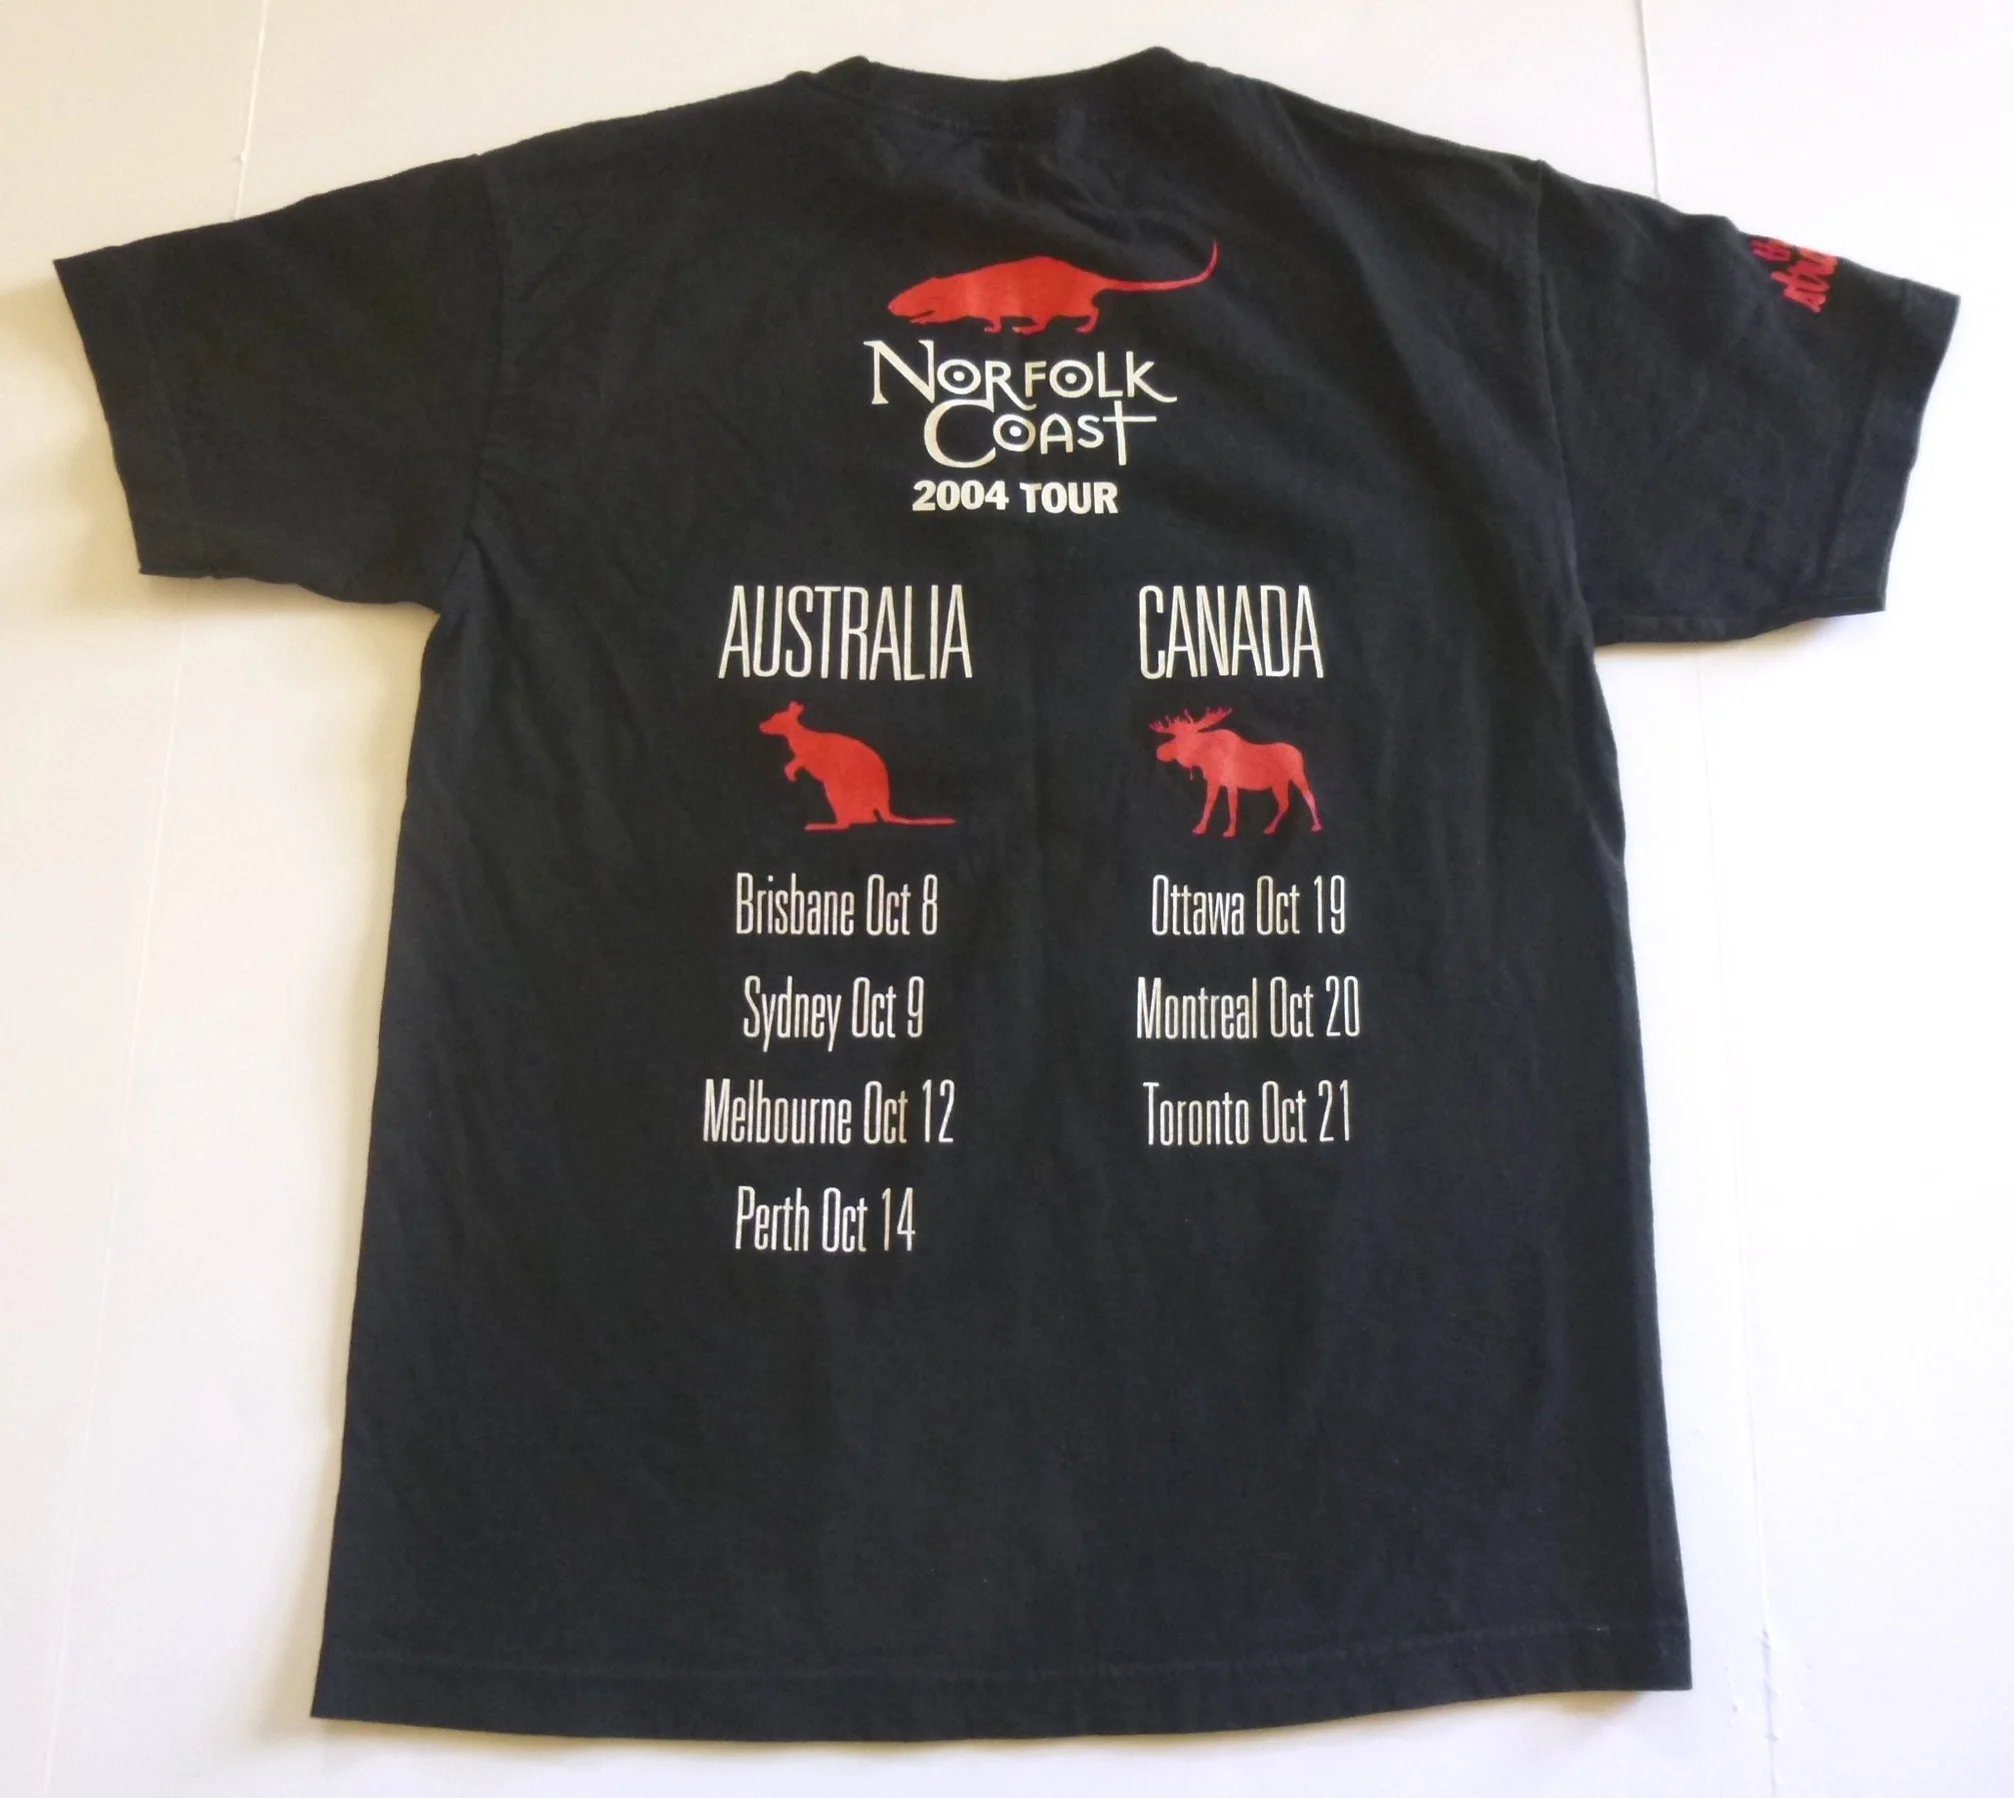 NORFOLK
COAST
2004 TOUR
AUSTRALIA
Brisbane Oct 8
Sydney Oct 9
Melbourne Oct 12
Perth Oct 14
CANADA
Ottawa Oct 19
Montreal Oct 20
Toronto Oct 21